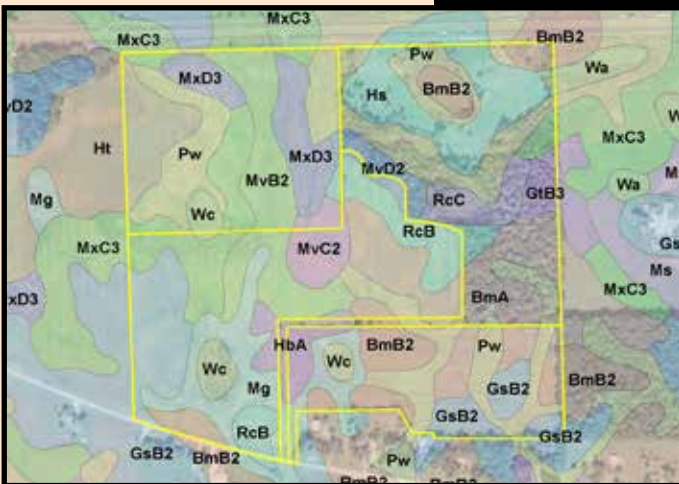 MxC3
MxC3
BmB2
Pw
Wa
MxD3
BmB2
Hs
vD2
MxC3
Ht
Pw
MxD3
MvD2
MvB2
Wa
Mg
RcC
GtB3
Wc
RcB
MxC3
MvC2
Gs
Ms
xD3
MxC3
BmA
HbA
BmB2
Pw
Wc
Wc
BmB2
Mg
GsB2
GsB2
RcB
GsB2
GsB2
BmB2
Pw
BmB2
BmB2